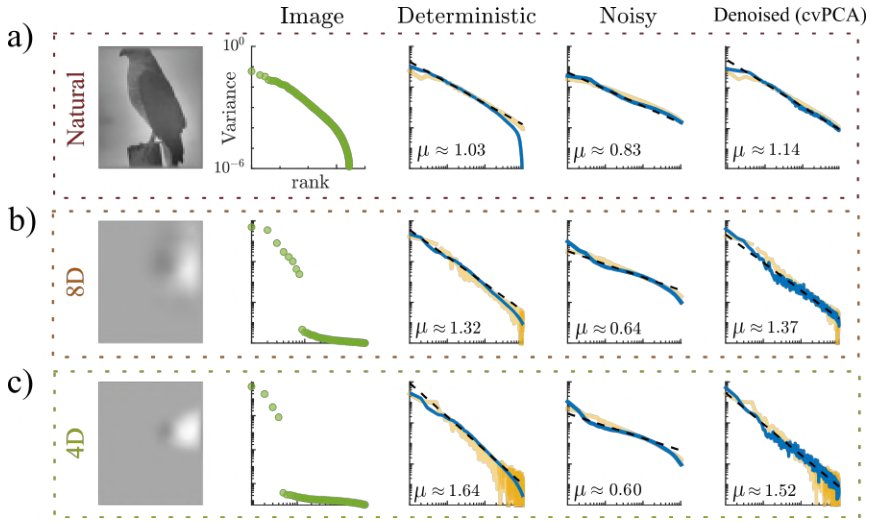 Image Deterministic Noisy Denoised (cvPCA)
a)
Natural
10^0
Variance
10^-6
rank
μ ≈ 1.03
μ ≈ 0.83
μ ≈ 1.14
b)
8D
μ ≈ 1.32
μ ≈ 0.64
μ ≈ 1.37
c)
4D
μ ≈ 1.64
μ ≈ 0.60
μ ≈ 1.52